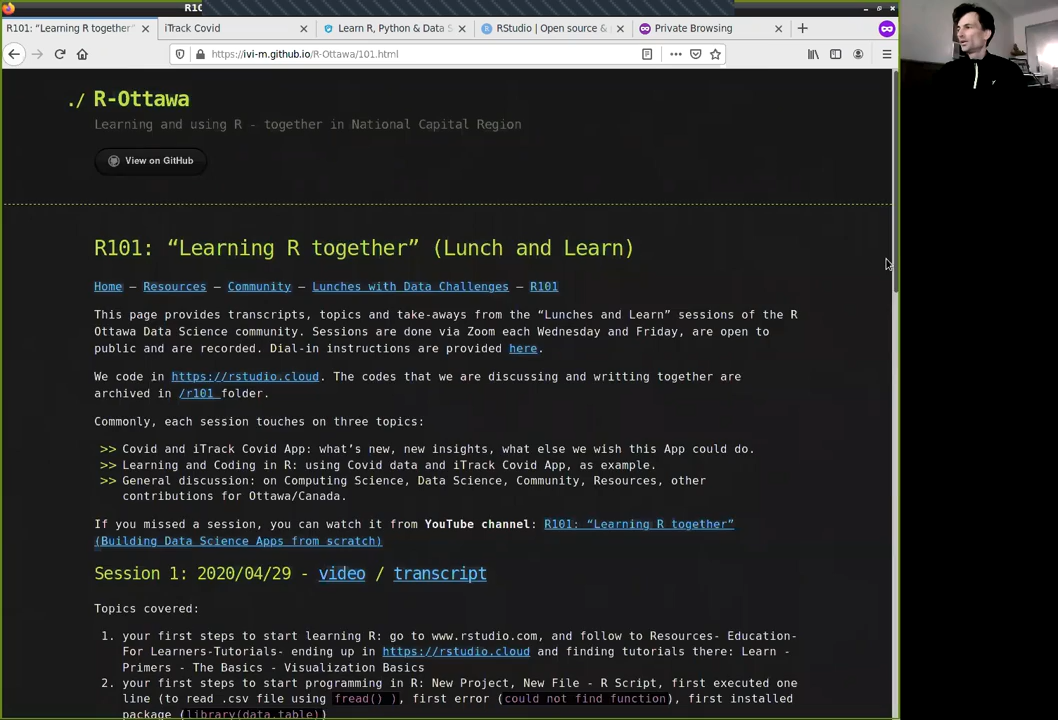 R1C
R101: “Learning R together”
iTrack Covid
Learn R, Python & Data S
RStudio | Open source &
Private Browsing
https://ivi-m.github.io/R-Ottawa/101.html
./ R-Ottawa
Learning and using R - together in National Capital Region
View on GitHub
R101: “Learning R together” (Lunch and Learn)
Home — Resources — Community — Lunches with Data Challenges — R101
This page provides transcripts, topics and take-aways from the “Lunches and Learn” sessions of the R
Ottawa Data Science community. Sessions are done via Zoom each Wednesday and Friday, are open to
public and are recorded. Dial-in instructions are provided here.
We code in https://rstudio.cloud. The codes that we are discussing and writting together are
archived in /r101 folder.
Commonly, each session touches on three topics:
>> Covid and iTrack Covid App: what’s new, new insights, what else we wish this App could do.
>> Learning and Coding in R: using Covid data and iTrack Covid App, as example.
>> General discussion: on Computing Science, Data Science, Community, Resources, other
contributions for Ottawa/Canada.
If you missed a session, you can watch it from YouTube channel: R101: “Learning R together”
(Building Data Science Apps from scratch)
Session 1: 2020/04/29 - video / transcript
Topics covered:
1. your first steps to start learning R: go to www.rstudio.com, and follow to Resources- Education-
For Learners-Tutorials- ending up in https://rstudio.cloud and finding tutorials there: Learn -
Primers - The Basics - Visualization Basics
2. your first steps to start programming in R: New Project, New File - R Script, first executed one
line (to read .csv file using fread() ), first error (could not find function), first installed
package (library(data.table))